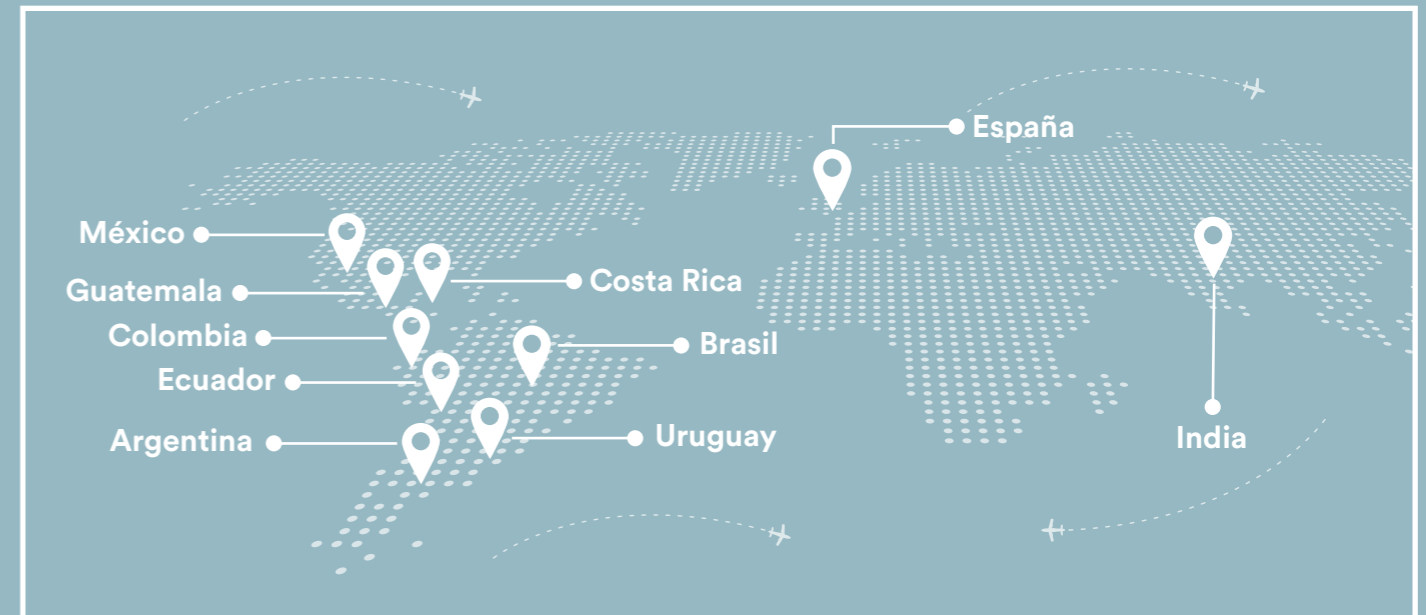 España
México
Costa Rica
Guatemala
Colombia
Brasil
Ecuador
Argentina
Uruguay
India